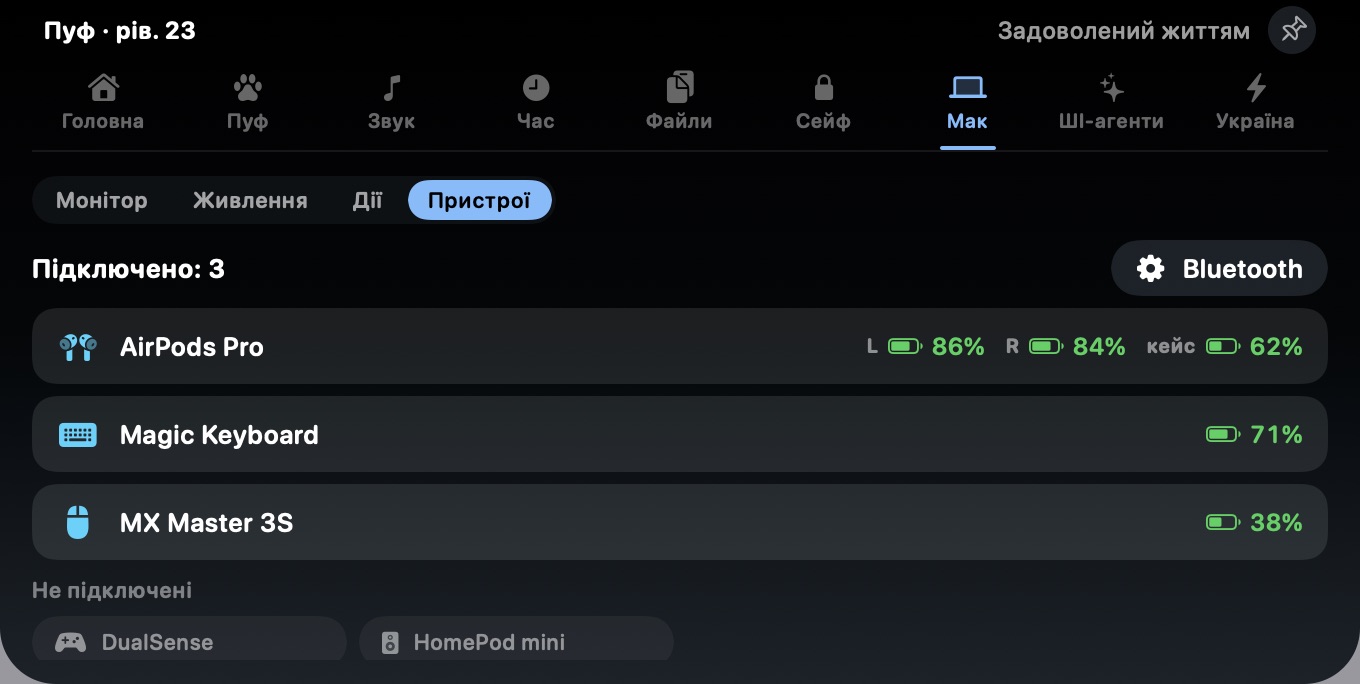 Пуф · рів. 23 Задоволений життям
Головна Пуф Звук Час Файли Сейф Мак ШІ-агенти Україна
Монітор Живлення Дії Пристрої
Підключено: 3 Bluetooth
AirPods Pro L 86% R 84% кейс 62%
Magic Keyboard 71%
MX Master 3S 38%
Не підключені
DualSense HomePod mini